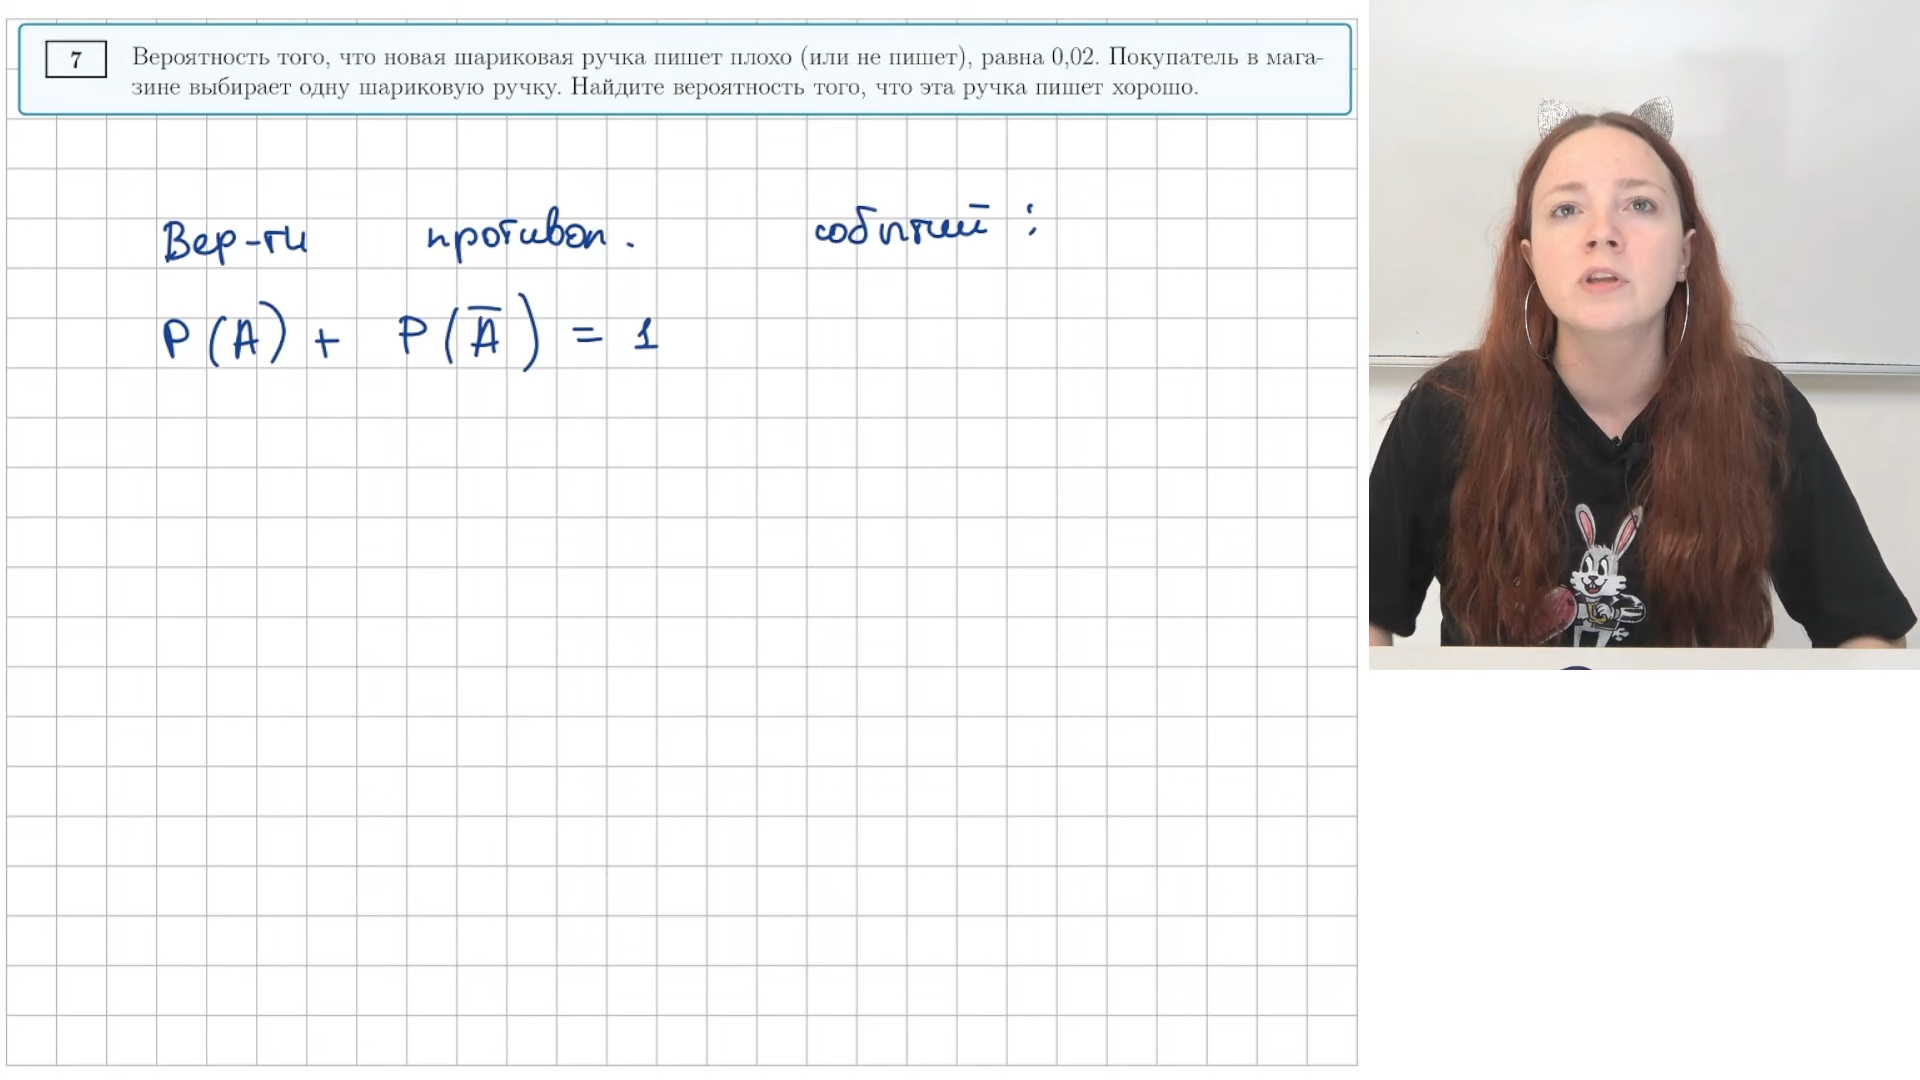 7
Вероятность того, что новая шариковая ручка пишет плохо (или не пишет), равна 0,02. Покупатель в мага-
зине выбирает одну шариковую ручку. Найдите вероятность того, что эта ручка пишет хорошо.
Вер-ти противоп. событий :
P (A) + P (Ā) = 1